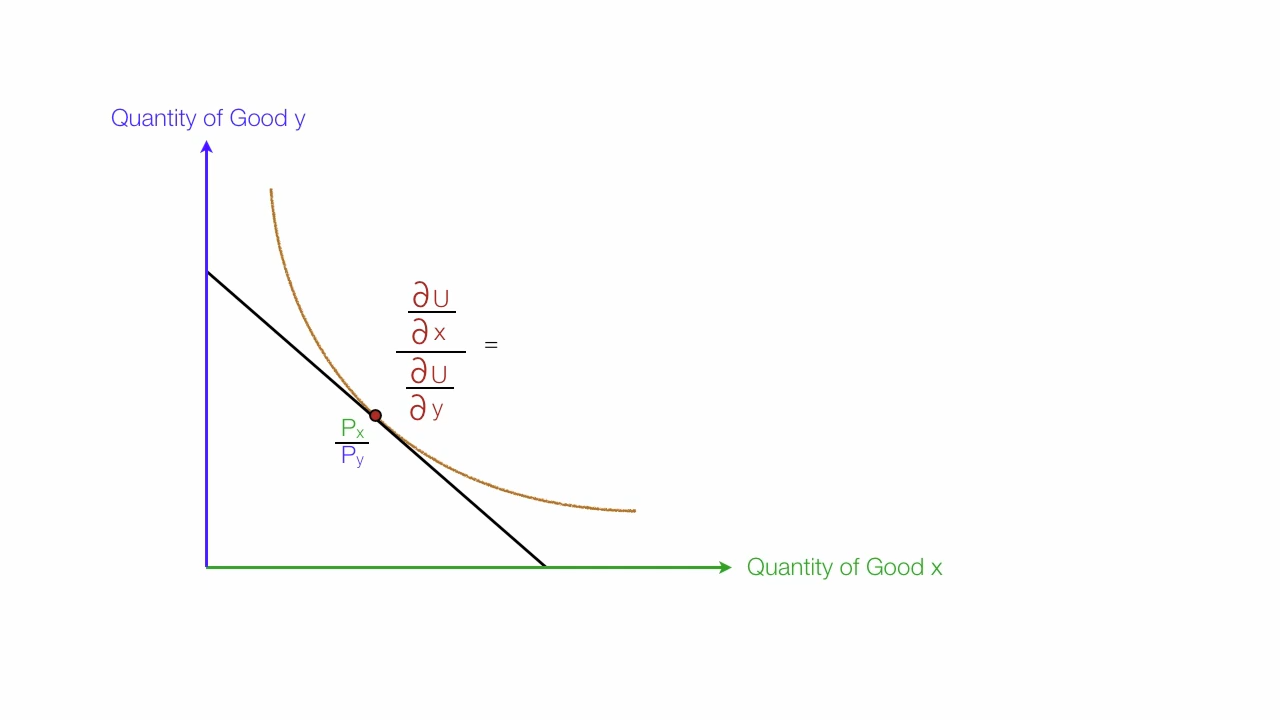 Quantity of Good y
∂U
∂x
=
∂U
∂y
Px
Py
Quantity of Good x